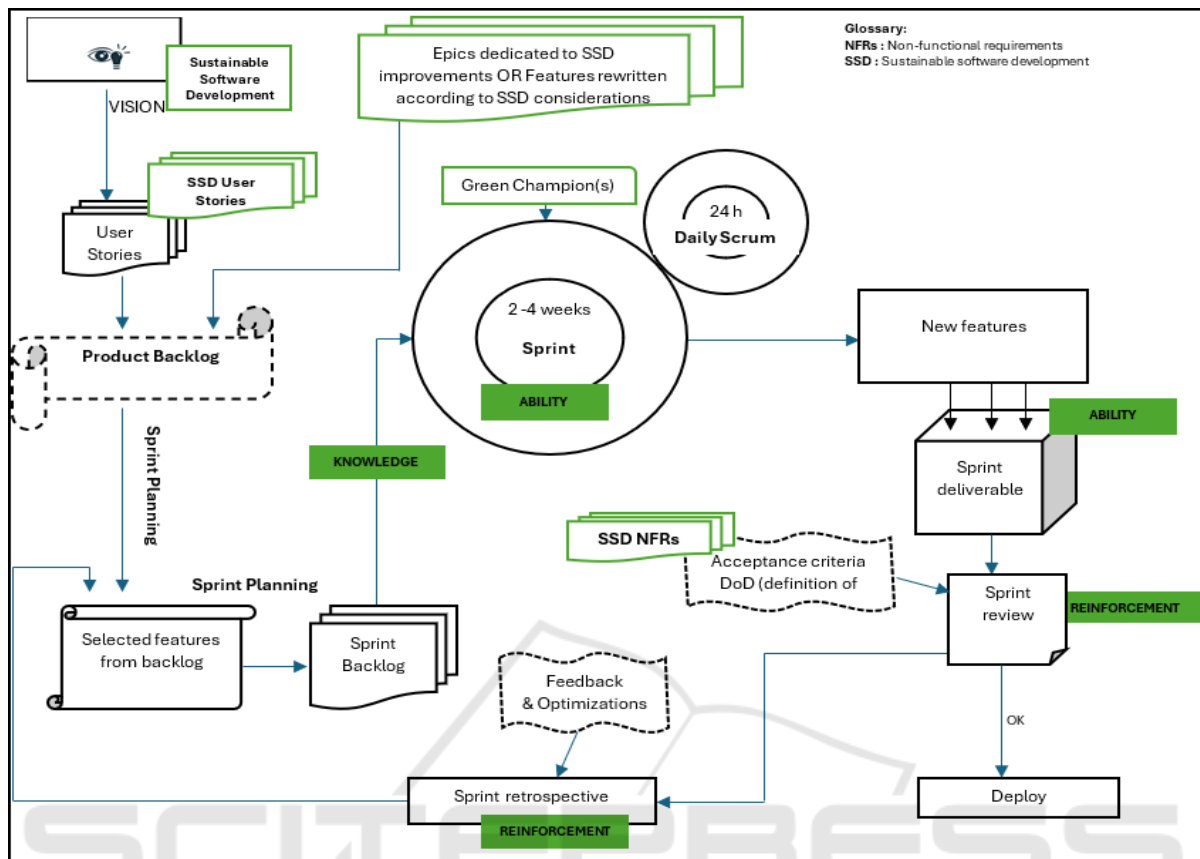 Glossary:
NFRs : Non-functional requirements
SSD : Sustainable software development
Sustainable
Software
Development
VISION
Epics dedicated to SSD
improvements OR Features rewritten
according to SSD considerations
SSD User
Stories
User
Stories
Green Champion(s)
24 h
Daily Scrum
2 -4 weeks
Sprint
ABILITY
New features
Product Backlog
ABILITY
Sprint
deliverable
Sprint Planning
KNOWLEDGE
SSD NFRs
Acceptance criteria
DoD (definition of
Sprint
review
REINFORCEMENT
Sprint Planning
Selected features
from backlog
Sprint
Backlog
Feedback
& Optimizations
OK
Sprint retrospective
REINFORCEMENT
Deploy
SCITEPRESS